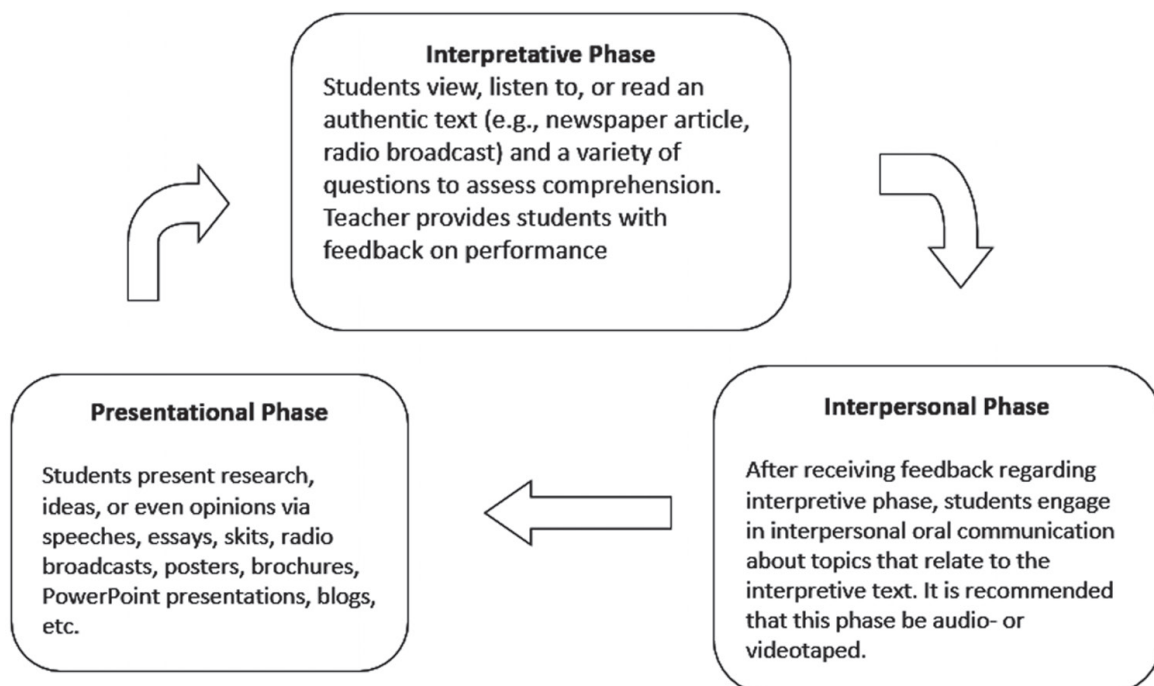 Interpretative Phase
Students view, listen to, or read an
authentic text (e.g., newspaper article,
radio broadcast) and a variety of
questions to assess comprehension.
Teacher provides students with
feedback on performance
Presentational Phase
Students present research,
ideas, or even opinions via
speeches, essays, skits, radio
broadcasts, posters, brochures,
PowerPoint presentations, blogs,
etc.
Interpersonal Phase
After receiving feedback regarding
interpretive phase, students engage
in interpersonal oral communication
about topics that relate to the
interpretive text. It is recommended
that this phase be audio- or
videotaped.